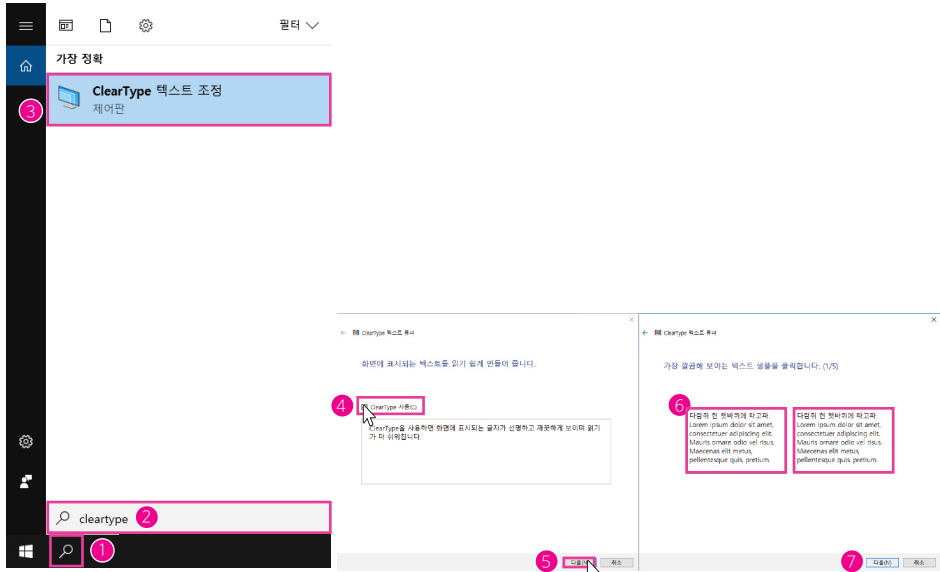 필터
가장 정확
ClearType 텍스트 조정
제어판
3
cleartype
2
1
ClearType 텍스트 튜너
화면에 표시되는 텍스트를 읽기 쉽게 만들어 줍니다.
4
ClearType 사용(C)
ClearType을 사용하면 화면에 표시되는 글자가 선명하고 깨끗하게 보이며 읽기
가 더 쉬워집니다.
5
다음(N)
취소
ClearType 텍스트 튜너
가장 깔끔해 보이는 텍스트 샘플을 클릭합니다. (1/5)
6
다람쥐 헌 쳇바퀴에 타고파.
Lorem ipsum dolor sit amet,
consectetuer adipiscing elit.
Mauris ornare odio vel risus.
Maecenas elit metus,
pellentesque quis, pretium.
다람쥐 헌 쳇바퀴에 타고파.
Lorem ipsum dolor sit amet,
consectetuer adipiscing elit.
Mauris ornare odio vel risus.
Maecenas elit metus,
pellentesque quis, pretium.
7
다음(N)
취소